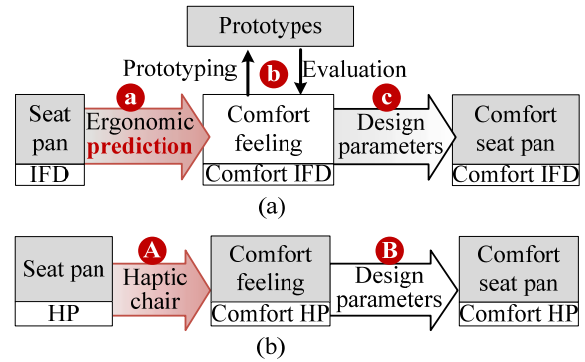 Prototypes
Prototyping
b
Evaluation
a
c
Seat
pan
IFD
Ergonomic
prediction
Comfort
feeling
Comfort IFD
Design
parameters
Comfort
seat pan
Comfort IFD
(a)
A
B
Seat pan
HP
Haptic
chair
Comfort
feeling
Comfort HP
Design
parameters
Comfort
seat pan
Comfort HP
(b)